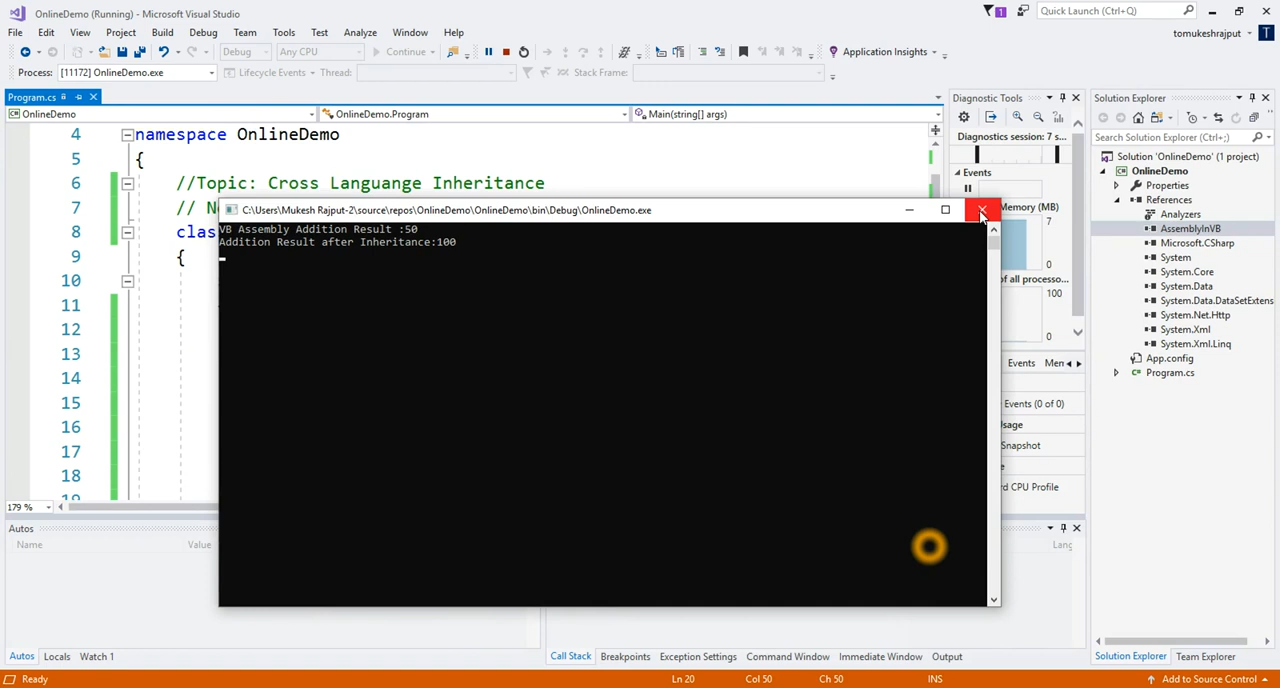 OnlineDemo (Running) - Microsoft Visual Studio
1
Quick Launch (Ctrl+Q)
File Edit View Project Build Debug Team Tools Test Analyze Window Help
tomukeshrajput T
Debug Any CPU Continue Application Insights
Process: [11172] OnlineDemo.exe Lifecycle Events Thread: Stack Frame:
Program.cs
OnlineDemo OnlineDemo.Program Main(string[] args)
4 namespace OnlineDemo
5 {
6 //Topic: Cross Languange Inheritance
7 // N
8 clas
9 {
10
11
12
13
14
15
16
17
18
19
179 %
C:\Users\Mukesh Rajput-2\source\repos\OnlineDemo\OnlineDemo\bin\Debug\OnlineDemo.exe
VB Assembly Addition Result :50
Addition Result after Inheritance:100
Diagnostic Tools
Diagnostics session: 7 s...
Events
Memory (MB)
7
0
of all processo...
100
0
Events Mem
Events (0 of 0)
sage
Snapshot
e
rd CPU Profile
Solution Explorer
Search Solution Explorer (Ctrl+;)
Solution 'OnlineDemo' (1 project)
OnlineDemo
Properties
References
Analyzers
AssemblyInVB
Microsoft.CSharp
System
System.Core
System.Data
System.Data.DataSetExtens
System.Net.Http
System.Xml
System.Xml.Linq
App.config
Program.cs
Autos
Name Value
Lang
Autos Locals Watch 1
Call Stack Breakpoints Exception Settings Command Window Immediate Window Output
Solution Explorer Team Explorer
Ready Ln 20 Col 50 Ch 50 INS Add to Source Control